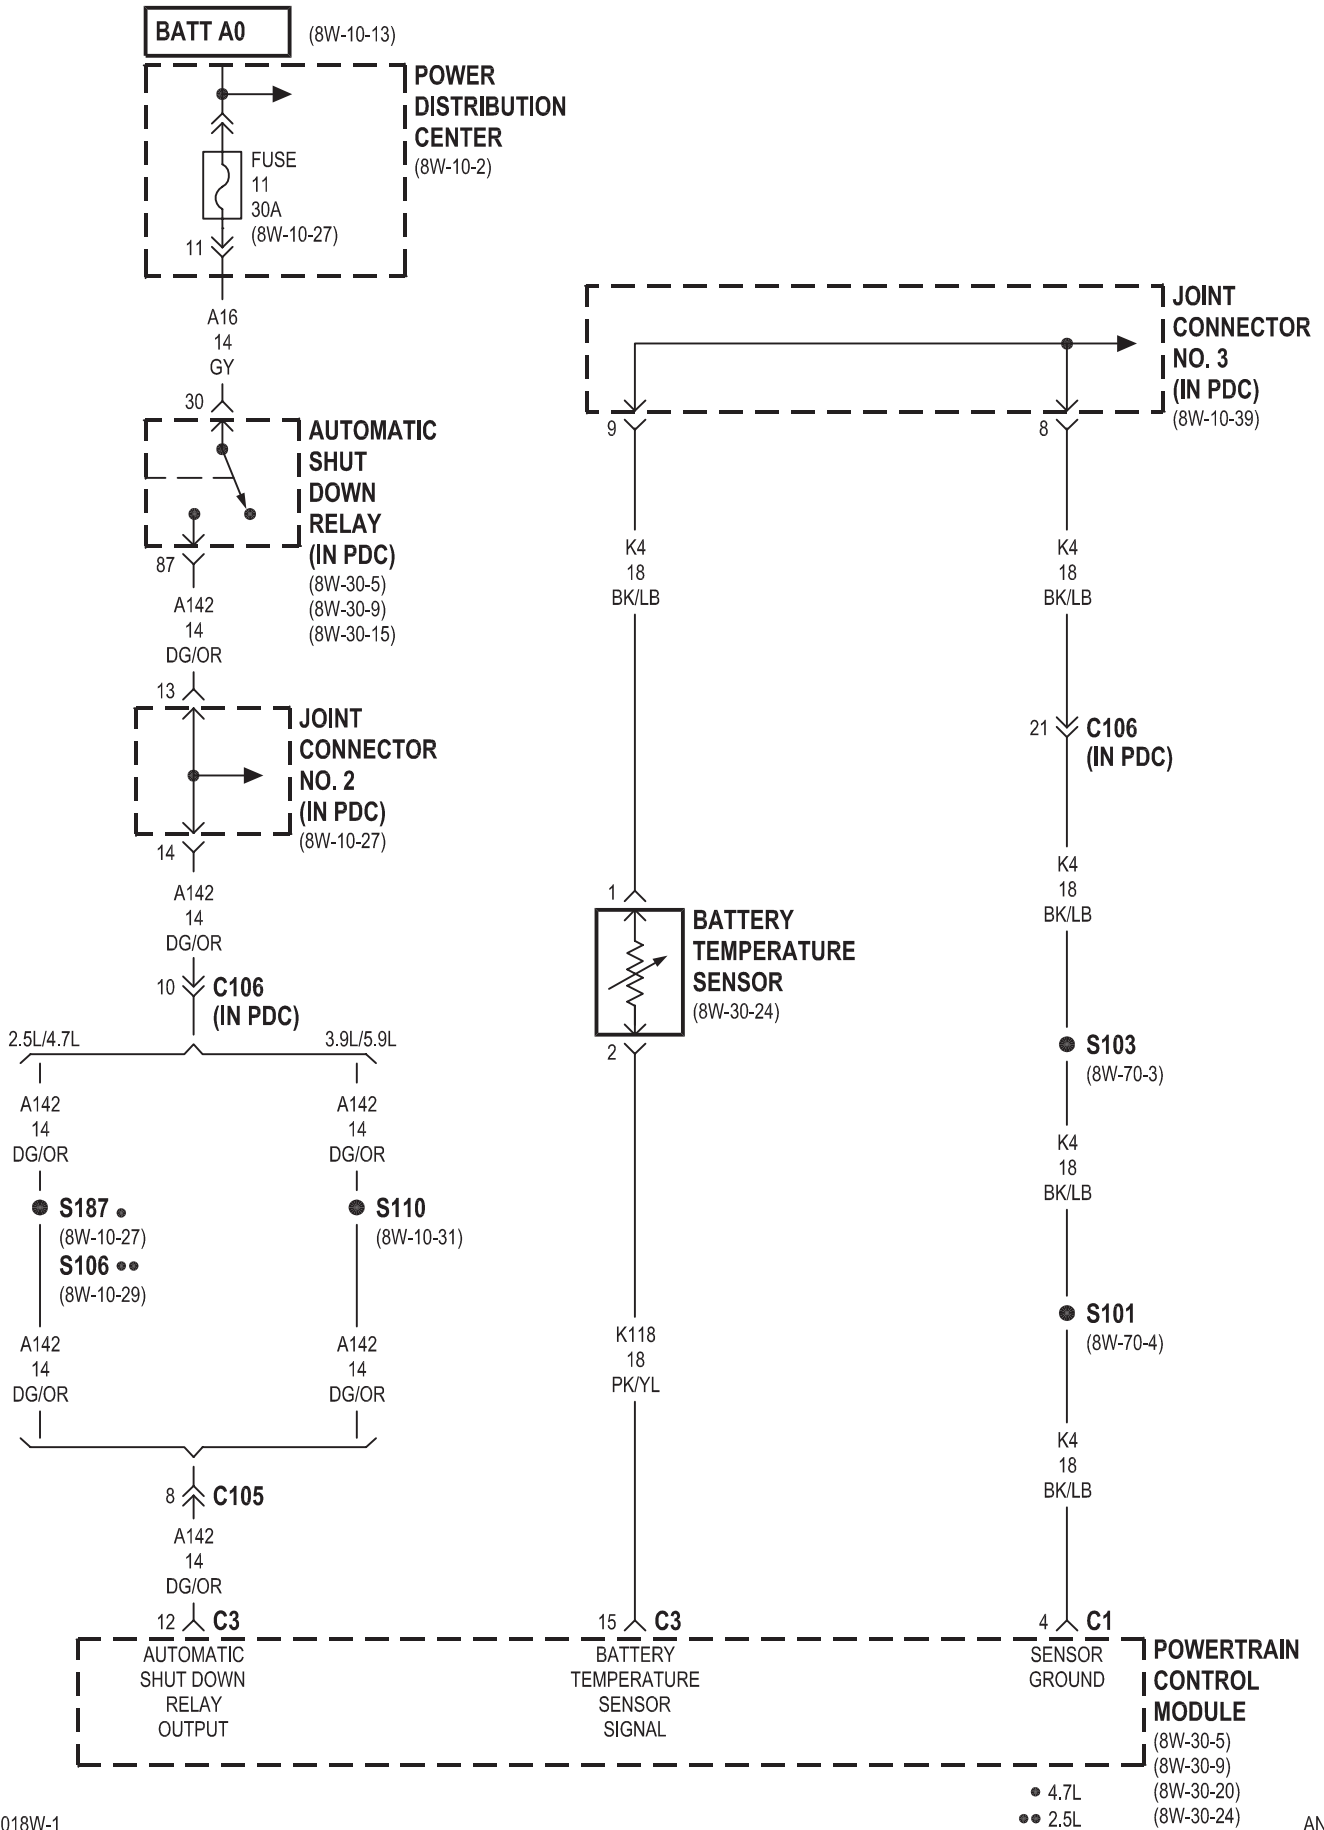 BATT A0
(8W-10-13)
POWER
DISTRIBUTION
CENTER
(8W-10-2)
FUSE
11
30A
(8W-10-27)
11
A16
14
GY
30
AUTOMATIC
SHUT
DOWN
RELAY
(IN PDC)
(8W-30-5)
(8W-30-9)
(8W-30-15)
87
A142
14
DG/OR
13
JOINT
CONNECTOR
NO. 2
(IN PDC)
(8W-10-27)
14
A142
14
DG/OR
10
C106
(IN PDC)
2.5L/4.7L
3.9L/5.9L
A142
14
DG/OR
A142
14
DG/OR
S187
(8W-10-27)
S106
(8W-10-29)
S110
(8W-10-31)
A142
14
DG/OR
A142
14
DG/OR
8
C105
A142
14
DG/OR
12
C3
AUTOMATIC
SHUT DOWN
RELAY
OUTPUT
JOINT
CONNECTOR
NO. 3
(IN PDC)
(8W-10-39)
9
K4
18
BK/LB
1
BATTERY
TEMPERATURE
SENSOR
(8W-30-24)
2
K118
18
PK/YL
15
C3
BATTERY
TEMPERATURE
SENSOR
SIGNAL
8
K4
18
BK/LB
21
C106
(IN PDC)
K4
18
BK/LB
S103
(8W-70-3)
K4
18
BK/LB
S101
(8W-70-4)
K4
18
BK/LB
4
C1
SENSOR
GROUND
POWERTRAIN
CONTROL
MODULE
(8W-30-5)
(8W-30-9)
(8W-30-20)
(8W-30-24)
4.7L
2.5L
018W-1
AN